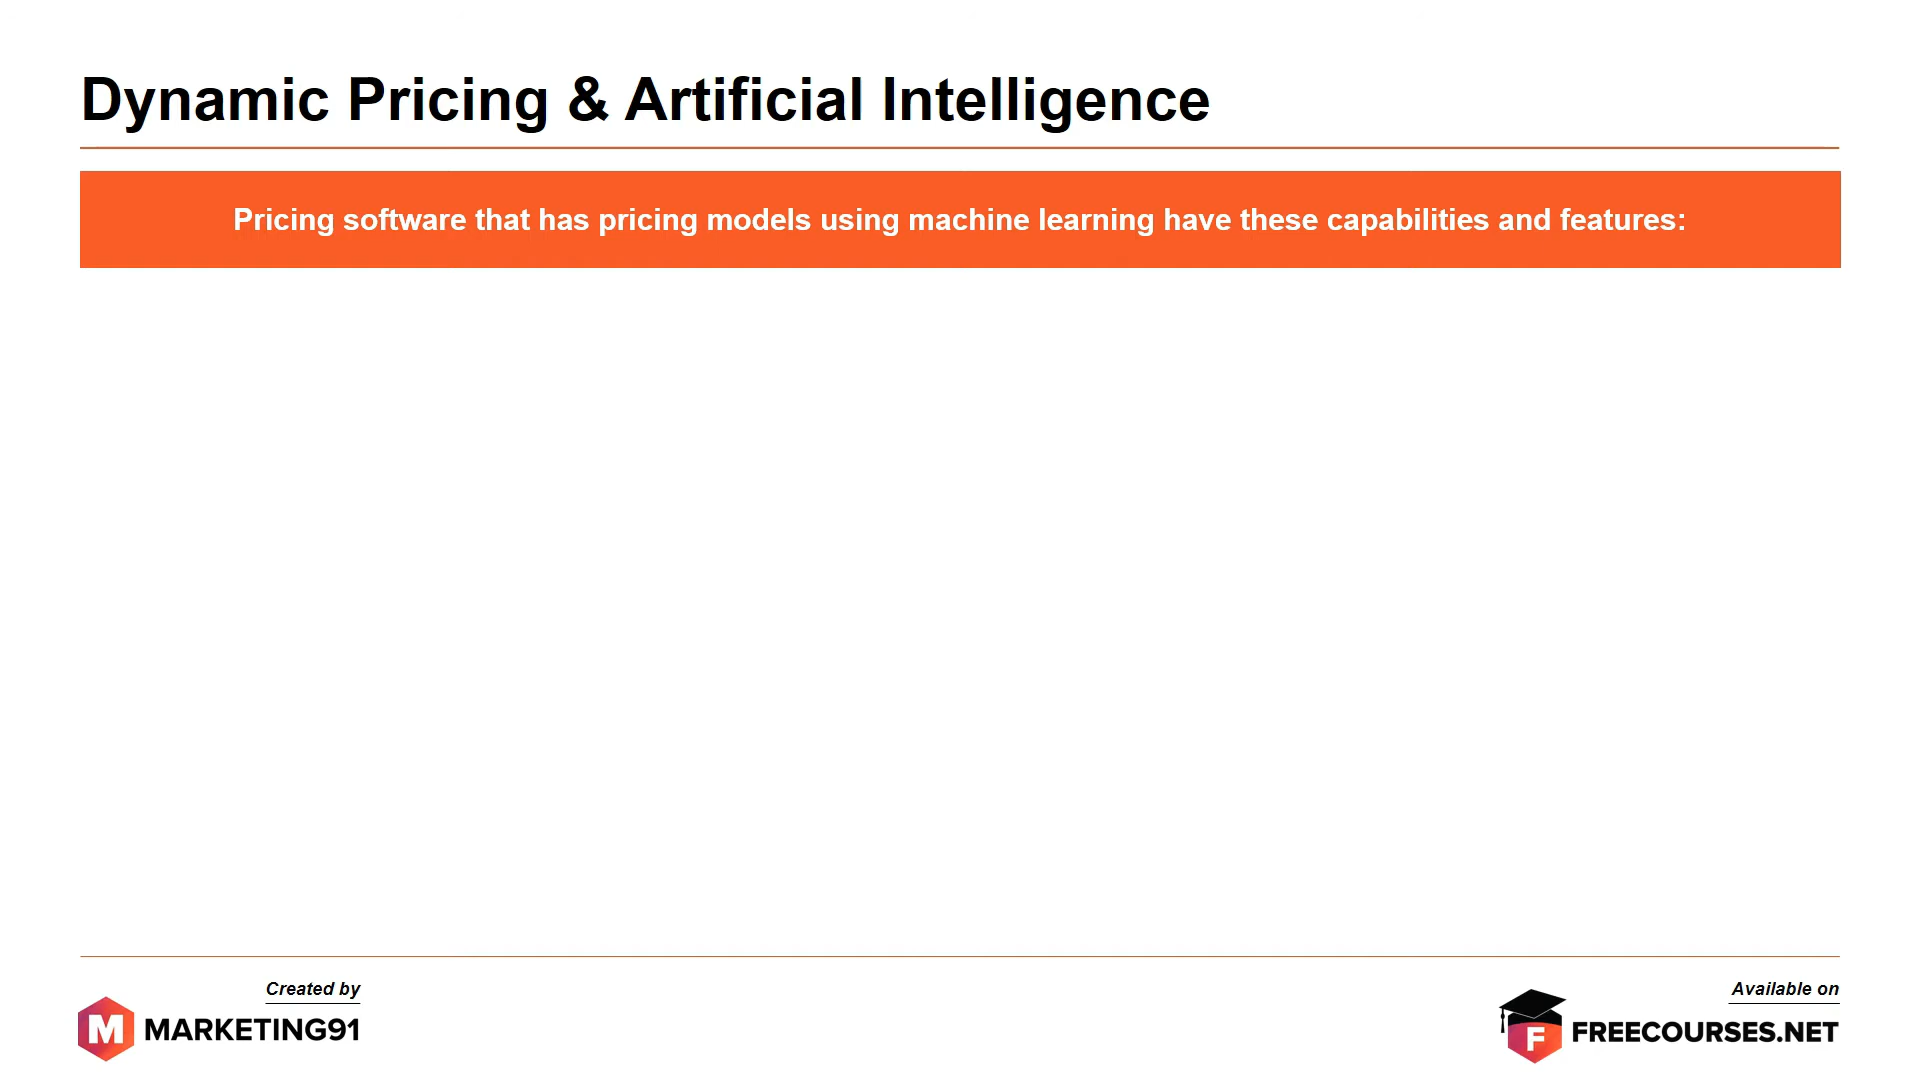 Dynamic Pricing & Artificial Intelligence
Pricing software that has pricing models using machine learning have these capabilities and features:
Created by
M MARKETING91
Available on
F FREECOURSES.NET